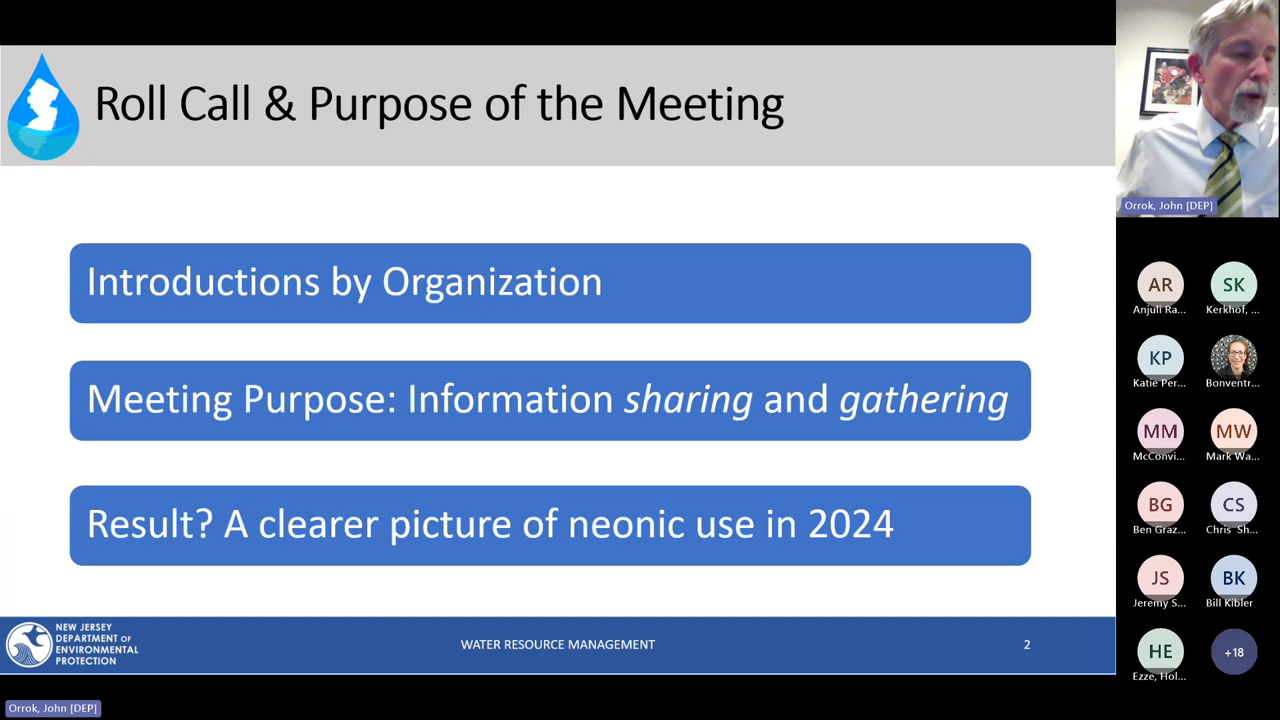 Roll Call & Purpose of the Meeting
Introductions by Organization
Meeting Purpose: Information sharing and gathering
Result? A clearer picture of neonic use in 2024
NEW JERSEY
DEPARTMENT OF
ENVIRONMENTAL
PROTECTION
WATER RESOURCE MANAGEMENT
2
Orrok, John [DEP]
AR
SK
Anjuli Ra...
Kerkhof, ...
KP
Katie Per...
Bonventr...
MM
MW
McConvi...
Mark Wa...
BG
CS
Ben Graz...
Chris Sh...
JS
BK
Jeremy S...
Bill Kibler
HE
+18
Ezze, Hol...
Orrok, John [DEP]